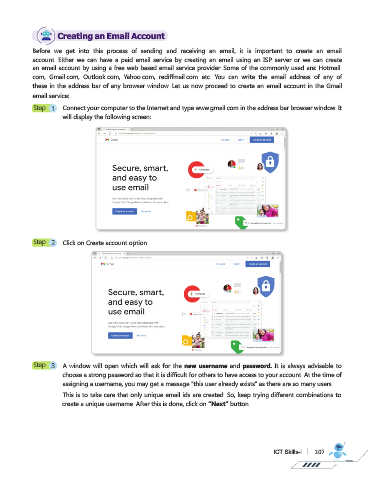 Creating an Email Account
Before we get into this process of sending and receiving an email, it is important to create an email
account Either we can have a paid email service by creating an email using an ISP server or we can create
an email account by using a free web based email service provider Some of the commonly used are: Hotmail
com, Gmail com, Outlook com, Yahoo com, rediffmail com etc You can write the email address of any of
these in the address bar of any browser window Let us now proceed to create an email account in the Gmail
email service:
Step 1 Connect your computer to the Internet and type www gmail com in the address bar browser window It
will display the following screen:
Secure, smart,
and easy to
use email
Step 2 Click on Create account option
Secure, smart,
and easy to
use email
Step 3 A window will open which will ask for the new username and password. It is always advisable to
choose a strong password so that it is difficult for others to have access to your account At the time of
assigning a username, you may get a message "this user already exists" as there are so many users
This is to take care that only unique email ids are created So, keep trying different combinations to
create a unique username After this is done, click on "Next" button
ICT Skills-I | 107